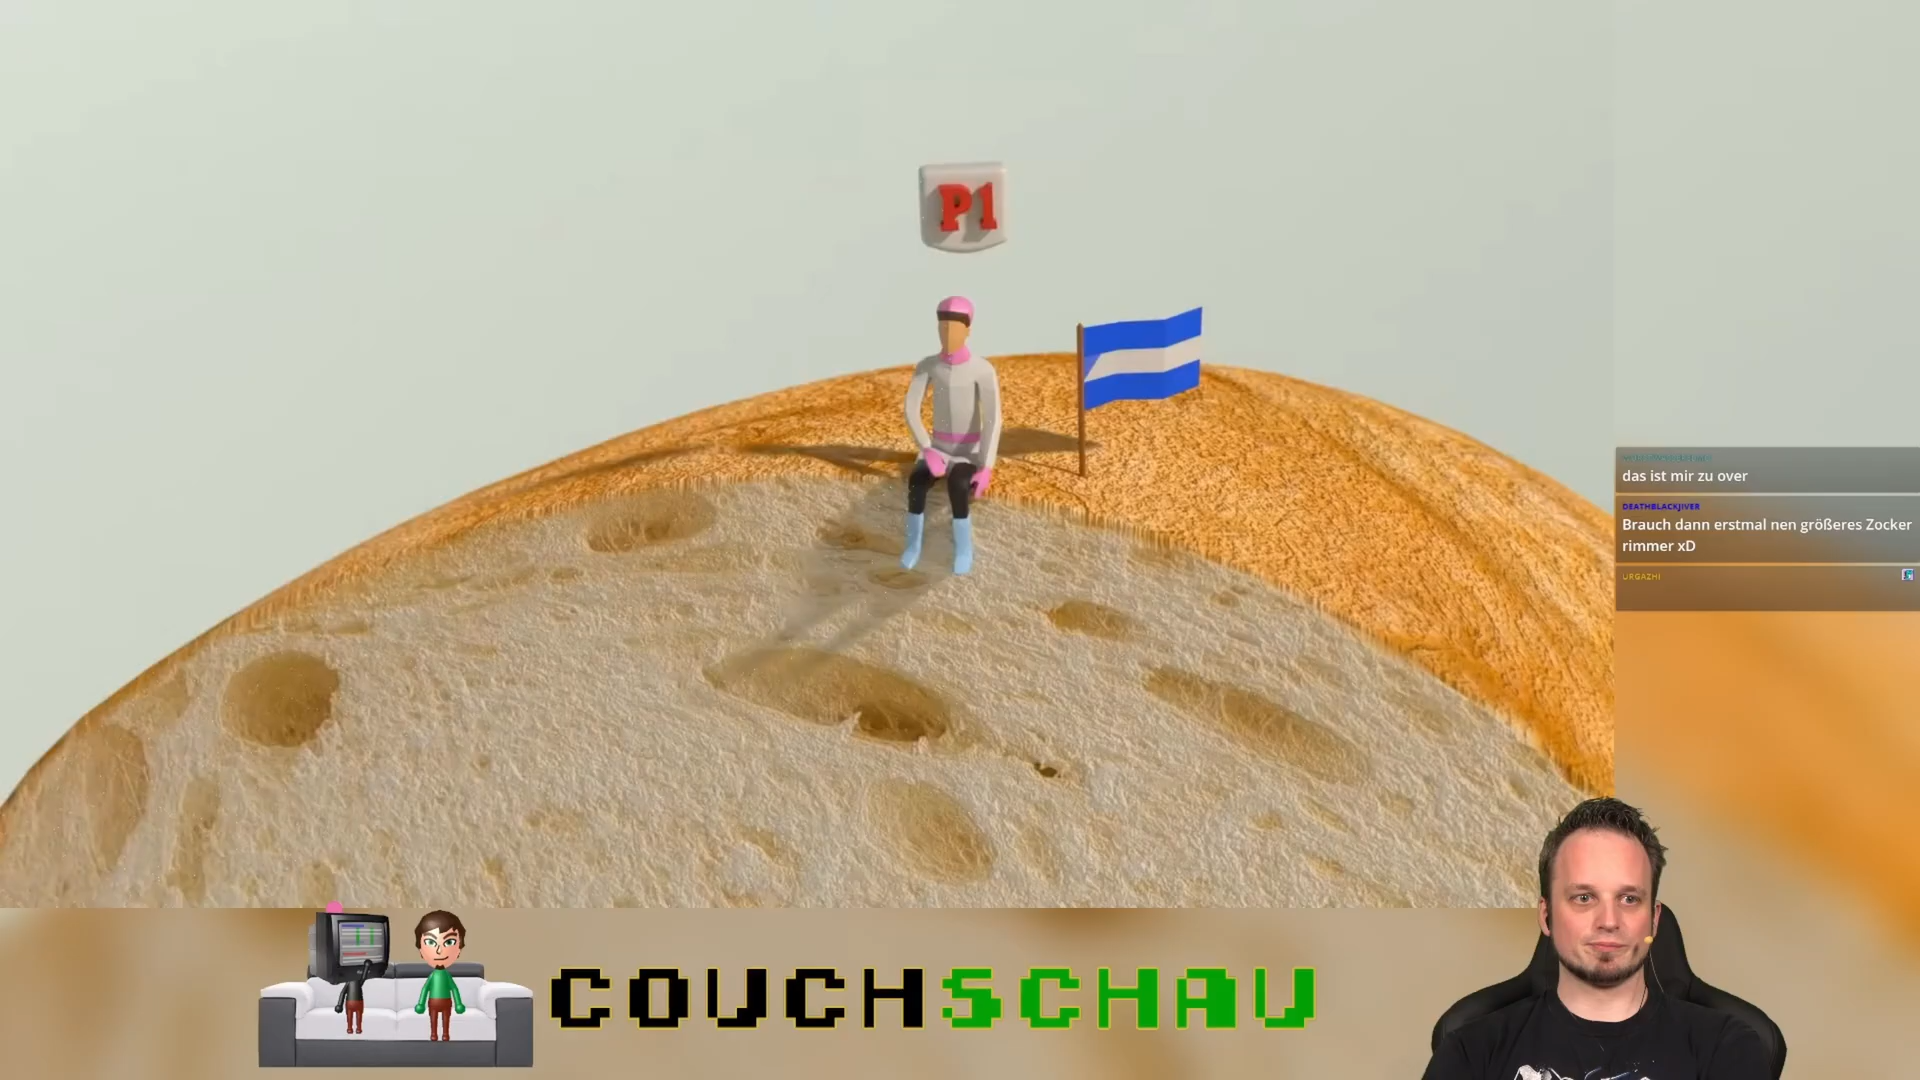 P1
das ist mir zu over
DEATHBLACKJIVER
Brauch dann erstmal nen größeres Zocker
rimmer xD
URGAZHI
COUCHSCHAU